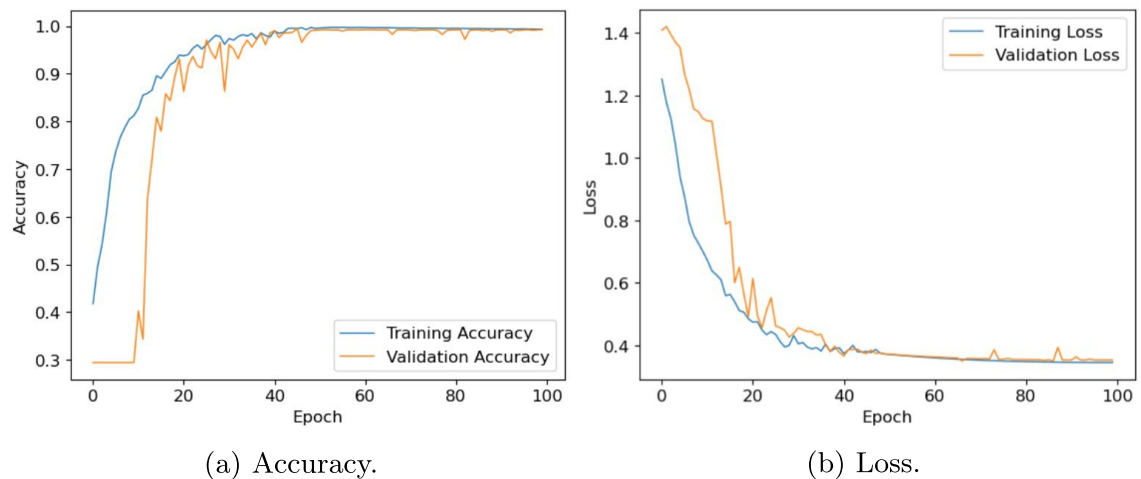 1.0
0.9
0.8
0.7
0.6
0.5
0.4
0.3
Accuracy
0 20 40 60 80 100
Epoch
Training Accuracy
Validation Accuracy
(a) Accuracy.
1.4
1.2
1.0
0.8
0.6
0.4
Loss
0 20 40 60 80 100
Epoch
Training Loss
Validation Loss
(b) Loss.